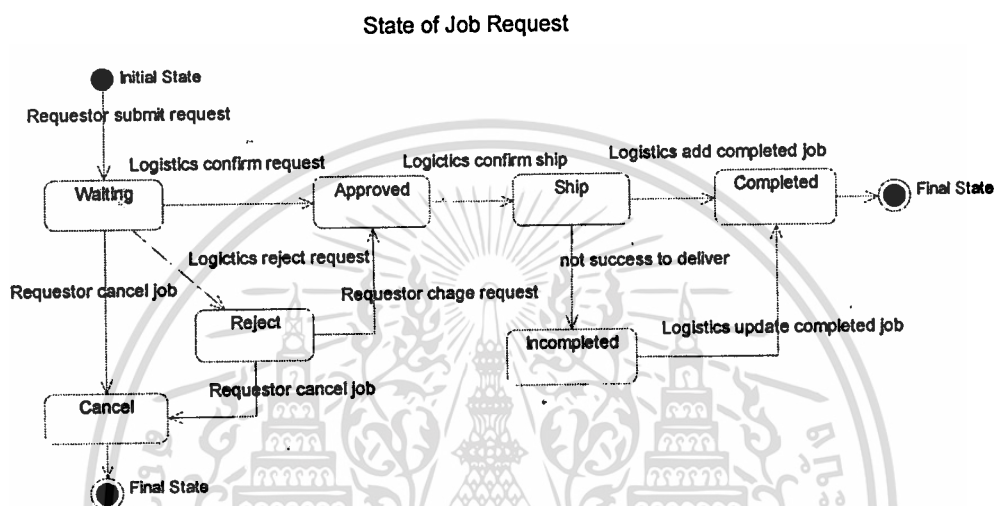 State of Job Request
Initial State
Requestor submit request
Logistics confirm request
Logictics confirm ship
Logistics add completed job
Waiting
Approved
Ship
Completed
Final State
Logictics reject request
not success to deliver
Requestor cancel job
Requestor chage request
Reject
Incompleted
Logistics update completed job
Requestor cancel job
Cancel
Final State